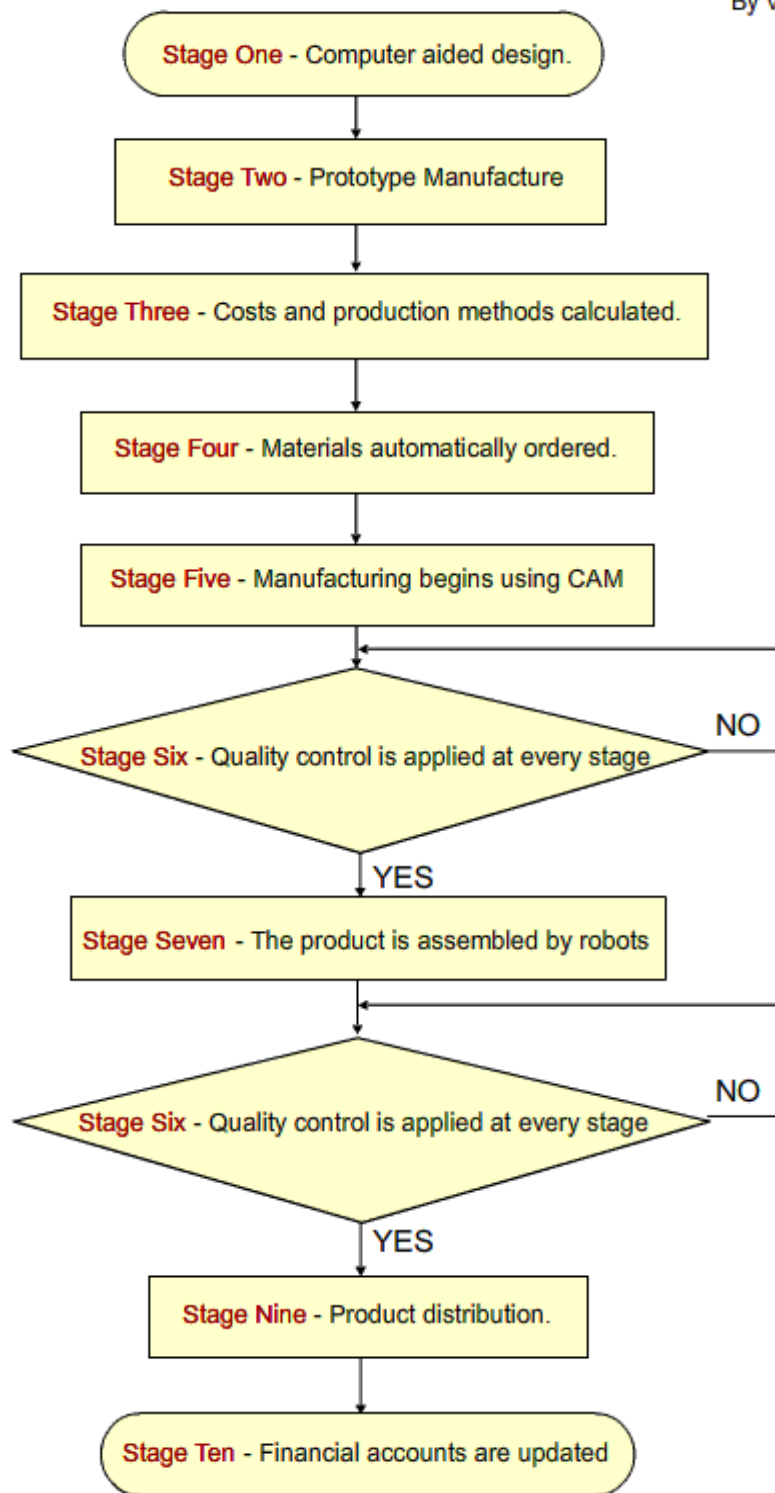 By
Stage One - Computer aided design.
Stage Two - Prototype Manufacture
Stage Three - Costs and production methods calculated.
Stage Four - Materials automatically ordered.
Stage Five - Manufacturing begins using CAM
NO
Stage Six - Quality control is applied at every stage
YES
Stage Seven - The product is assembled by robots
NO
Stage Six - Quality control is applied at every stage
YES
Stage Nine - Product distribution.
Stage Ten - Financial accounts are updated